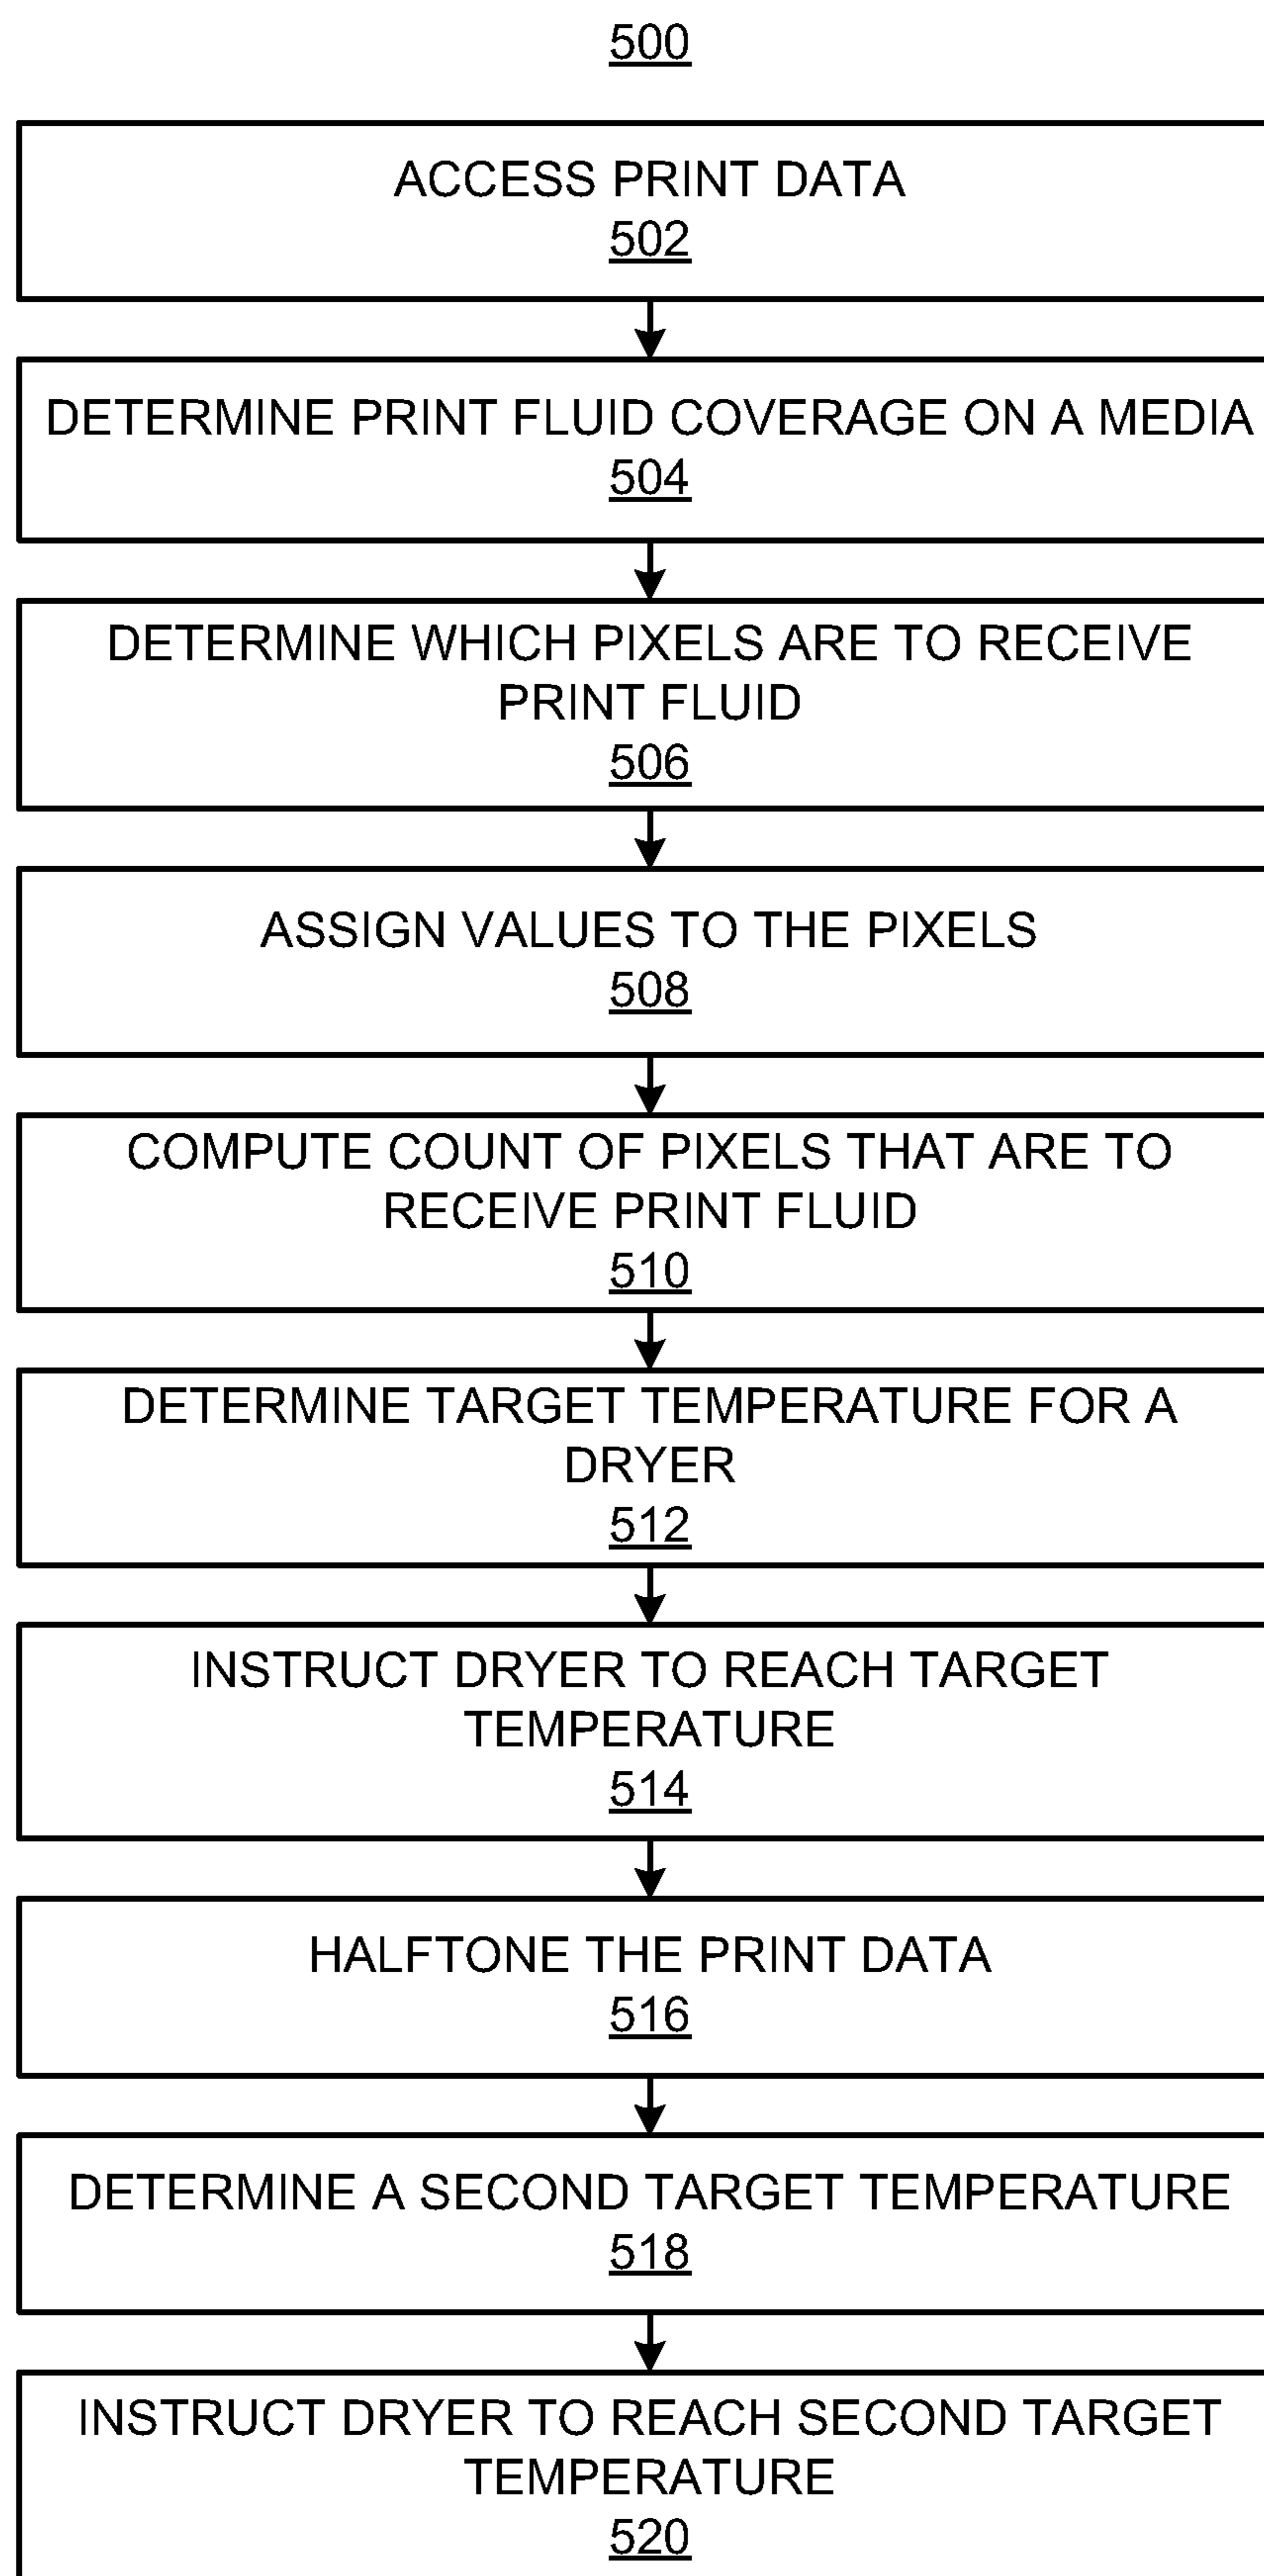 500
ACCESS PRINT DATA
502
DETERMINE PRINT FLUID COVERAGE ON A MEDIA
504
DETERMINE WHICH PIXELS ARE TO RECEIVE
PRINT FLUID
506
ASSIGN VALUES TO THE PIXELS
508
COMPUTE COUNT OF PIXELS THAT ARE TO
RECEIVE PRINT FLUID
510
DETERMINE TARGET TEMPERATURE FOR A
DRYER
512
INSTRUCT DRYER TO REACH TARGET
TEMPERATURE
514
HALFTONE THE PRINT DATA
516
DETERMINE A SECOND TARGET TEMPERATURE
518
INSTRUCT DRYER TO REACH SECOND TARGET
TEMPERATURE
520